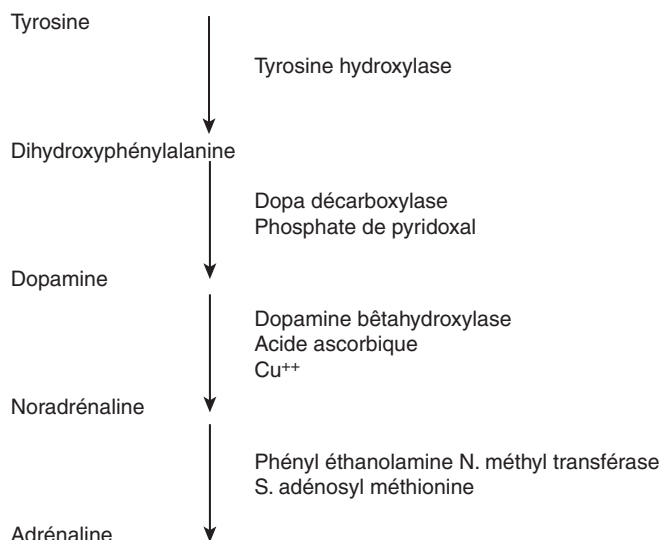 Tyrosine
Tyrosine hydroxylase
Dihydroxyphénylalanine
Dopa décarboxylase
Phosphate de pyridoxal
Dopamine
Dopamine bêtahydroxylase
Acide ascorbique
Cu++
Noradrénaline
Phényl éthanolamine N. méthyl transférase
S. adénosyl méthionine
Adrénaline